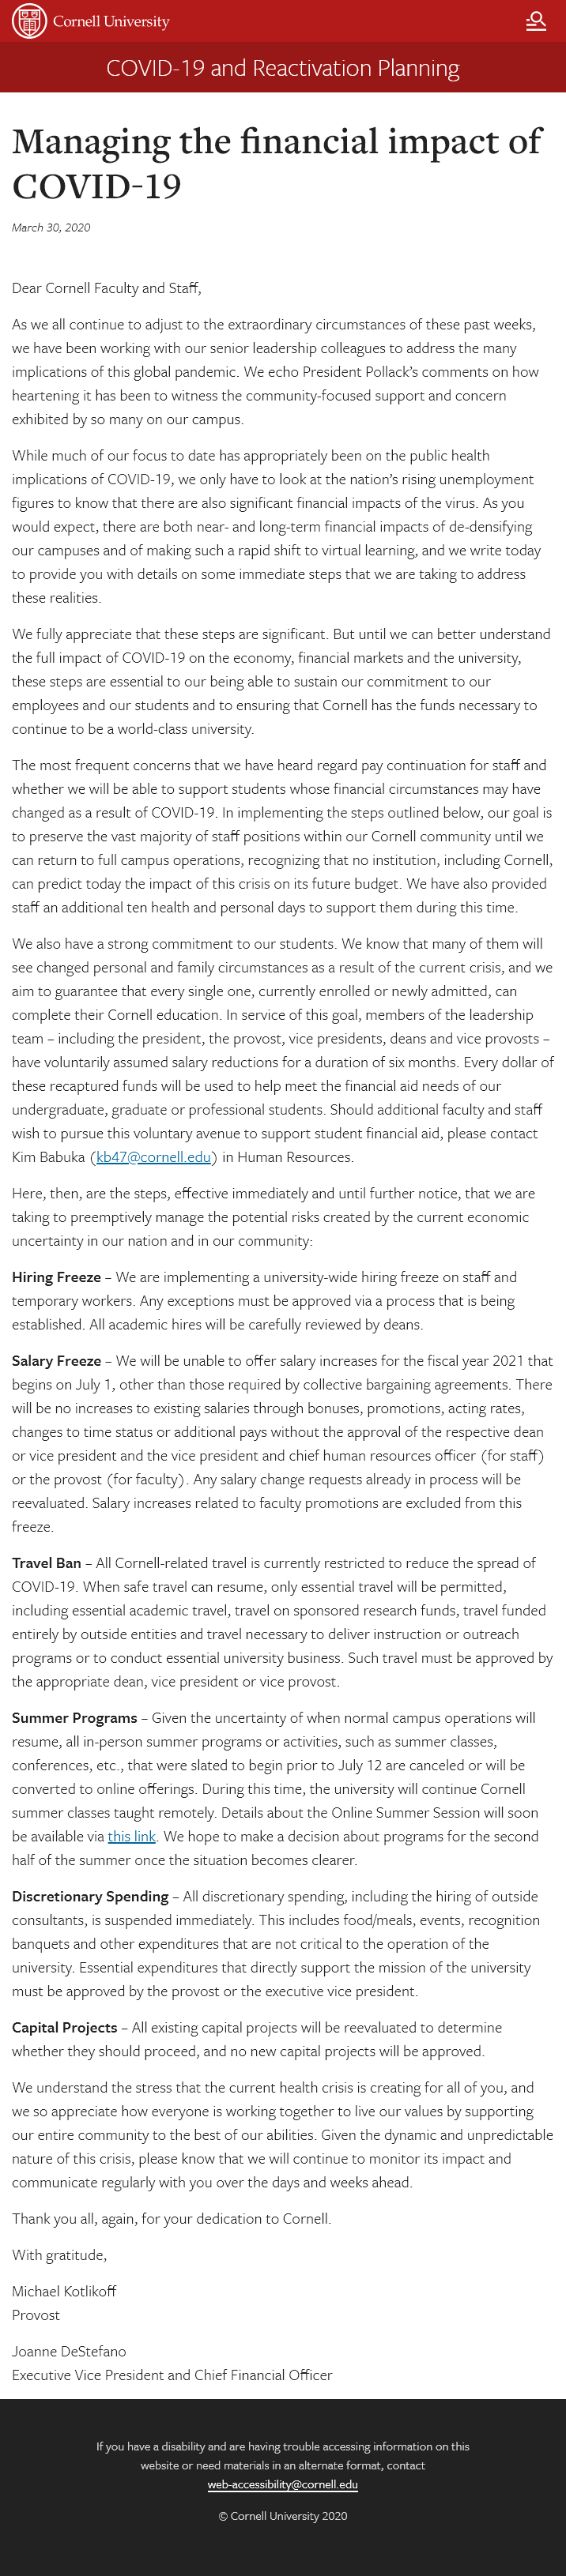 Cornell University
COVID-19 and Reactivation Planning
Managing the financial impact of
COVID-19
March 30, 2020
Dear Cornell Faculty and Staff,
As we all continue to adjust to the extraordinary circumstances of these past weeks,
we have been working with our senior leadership colleagues to address the many
implications of this global pandemic. We echo President Pollack’s comments on how
heartening it has been to witness the community-focused support and concern
exhibited by so many on our campus.
While much of our focus to date has appropriately been on the public health
implications of COVID-19, we only have to look at the nation’s rising unemployment
figures to know that there are also significant financial impacts of the virus. As you
would expect, there are both near- and long-term financial impacts of de-densifying
our campuses and of making such a rapid shift to virtual learning, and we write today
to provide you with details on some immediate steps that we are taking to address
these realities.
We fully appreciate that these steps are significant. But until we can better understand
the full impact of COVID-19 on the economy, financial markets and the university,
these steps are essential to our being able to sustain our commitment to our
employees and our students and to ensuring that Cornell has the funds necessary to
continue to be a world-class university.
The most frequent concerns that we have heard regard pay continuation for staff and
whether we will be able to support students whose financial circumstances may have
changed as a result of COVID-19. In implementing the steps outlined below, our goal is
to preserve the vast majority of staff positions within our Cornell community until we
can return to full campus operations, recognizing that no institution, including Cornell,
can predict today the impact of this crisis on its future budget. We have also provided
staff an additional ten health and personal days to support them during this time.
We also have a strong commitment to our students. We know that many of them will
see changed personal and family circumstances as a result of the current crisis, and we
aim to guarantee that every single one, currently enrolled or newly admitted, can
complete their Cornell education. In service of this goal, members of the leadership
team – including the president, the provost, vice presidents, deans and vice provosts –
have voluntarily assumed salary reductions for a duration of six months. Every dollar of
these recaptured funds will be used to help meet the financial aid needs of our
undergraduate, graduate or professional students. Should additional faculty and staff
wish to pursue this voluntary avenue to support student financial aid, please contact
Kim Babuka (kb47@cornell.edu) in Human Resources.
Here, then, are the steps, effective immediately and until further notice, that we are
taking to preemptively manage the potential risks created by the current economic
uncertainty in our nation and in our community:
Hiring Freeze – We are implementing a university-wide hiring freeze on staff and
temporary workers. Any exceptions must be approved via a process that is being
established. All academic hires will be carefully reviewed by deans.
Salary Freeze – We will be unable to offer salary increases for the fiscal year 2021 that
begins on July 1, other than those required by collective bargaining agreements. There
will be no increases to existing salaries through bonuses, promotions, acting rates,
changes to time status or additional pays without the approval of the respective dean
or vice president and the vice president and chief human resources officer (for staff)
or the provost (for faculty). Any salary change requests already in process will be
reevaluated. Salary increases related to faculty promotions are excluded from this
freeze.
Travel Ban – All Cornell-related travel is currently restricted to reduce the spread of
COVID-19. When safe travel can resume, only essential travel will be permitted,
including essential academic travel, travel on sponsored research funds, travel funded
entirely by outside entities and travel necessary to deliver instruction or outreach
programs or to conduct essential university business. Such travel must be approved by
the appropriate dean, vice president or vice provost.
Summer Programs – Given the uncertainty of when normal campus operations will
resume, all in-person summer programs or activities, such as summer classes,
conferences, etc., that were slated to begin prior to July 12 are canceled or will be
converted to online offerings. During this time, the university will continue Cornell
summer classes taught remotely. Details about the Online Summer Session will soon
be available via this link. We hope to make a decision about programs for the second
half of the summer once the situation becomes clearer.
Discretionary Spending – All discretionary spending, including the hiring of outside
consultants, is suspended immediately. This includes food/meals, events, recognition
banquets and other expenditures that are not critical to the operation of the
university. Essential expenditures that directly support the mission of the university
must be approved by the provost or the executive vice president.
Capital Projects – All existing capital projects will be reevaluated to determine
whether they should proceed, and no new capital projects will be approved.
We understand the stress that the current health crisis is creating for all of you, and
we so appreciate how everyone is working together to live our values by supporting
our entire community to the best of our abilities. Given the dynamic and unpredictable
nature of this crisis, please know that we will continue to monitor its impact and
communicate regularly with you over the days and weeks ahead.
Thank you all, again, for your dedication to Cornell.
With gratitude,
Michael Kotlikoff
Provost
Joanne DeStefano
Executive Vice President and Chief Financial Officer
If you have a disability and are having trouble accessing information on this
website or need materials in an alternate format, contact
web-accessibility@cornell.edu
© Cornell University 2020